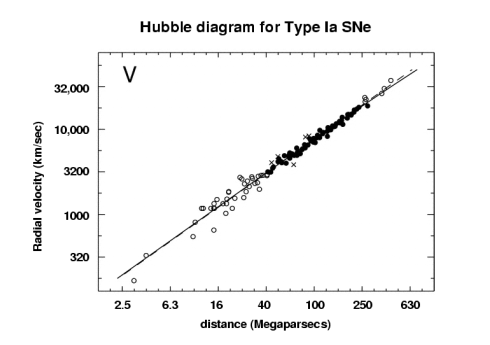 Hubble diagram for Type Ia SNe
V
32,000
10,000
3200
1000
320
Radial velocity (km/sec)
2.5 6.3 16 40 100 250 630
distance (Megaparsecs)